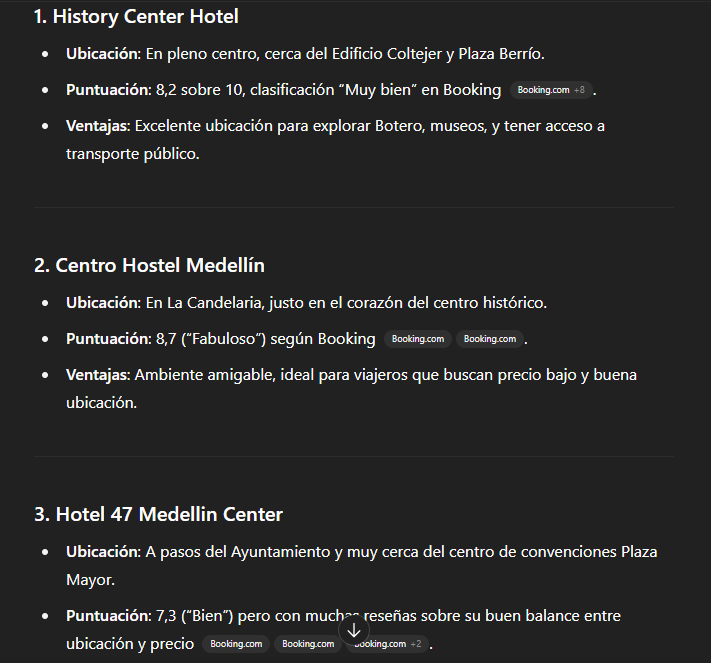 1. History Center Hotel
• Ubicación: En pleno centro, cerca del Edificio Coltejer y Plaza Berrío.
• Puntuación: 8,2 sobre 10, clasificación “Muy bien” en Booking Booking.com +8 .
• Ventajas: Excelente ubicación para explorar Botero, museos, y tener acceso a
transporte público.
2. Centro Hostel Medellín
• Ubicación: En La Candelaria, justo en el corazón del centro histórico.
• Puntuación: 8,7 (“Fabuloso”) según Booking Booking.com Booking.com .
• Ventajas: Ambiente amigable, ideal para viajeros que buscan precio bajo y buena
ubicación.
3. Hotel 47 Medellin Center
• Ubicación: A pasos del Ayuntamiento y muy cerca del centro de convenciones Plaza
Mayor.
• Puntuación: 7,3 (“Bien”) pero con muchas reseñas sobre su buen balance entre
ubicación y precio Booking.com Booking.com Booking.com +2 .